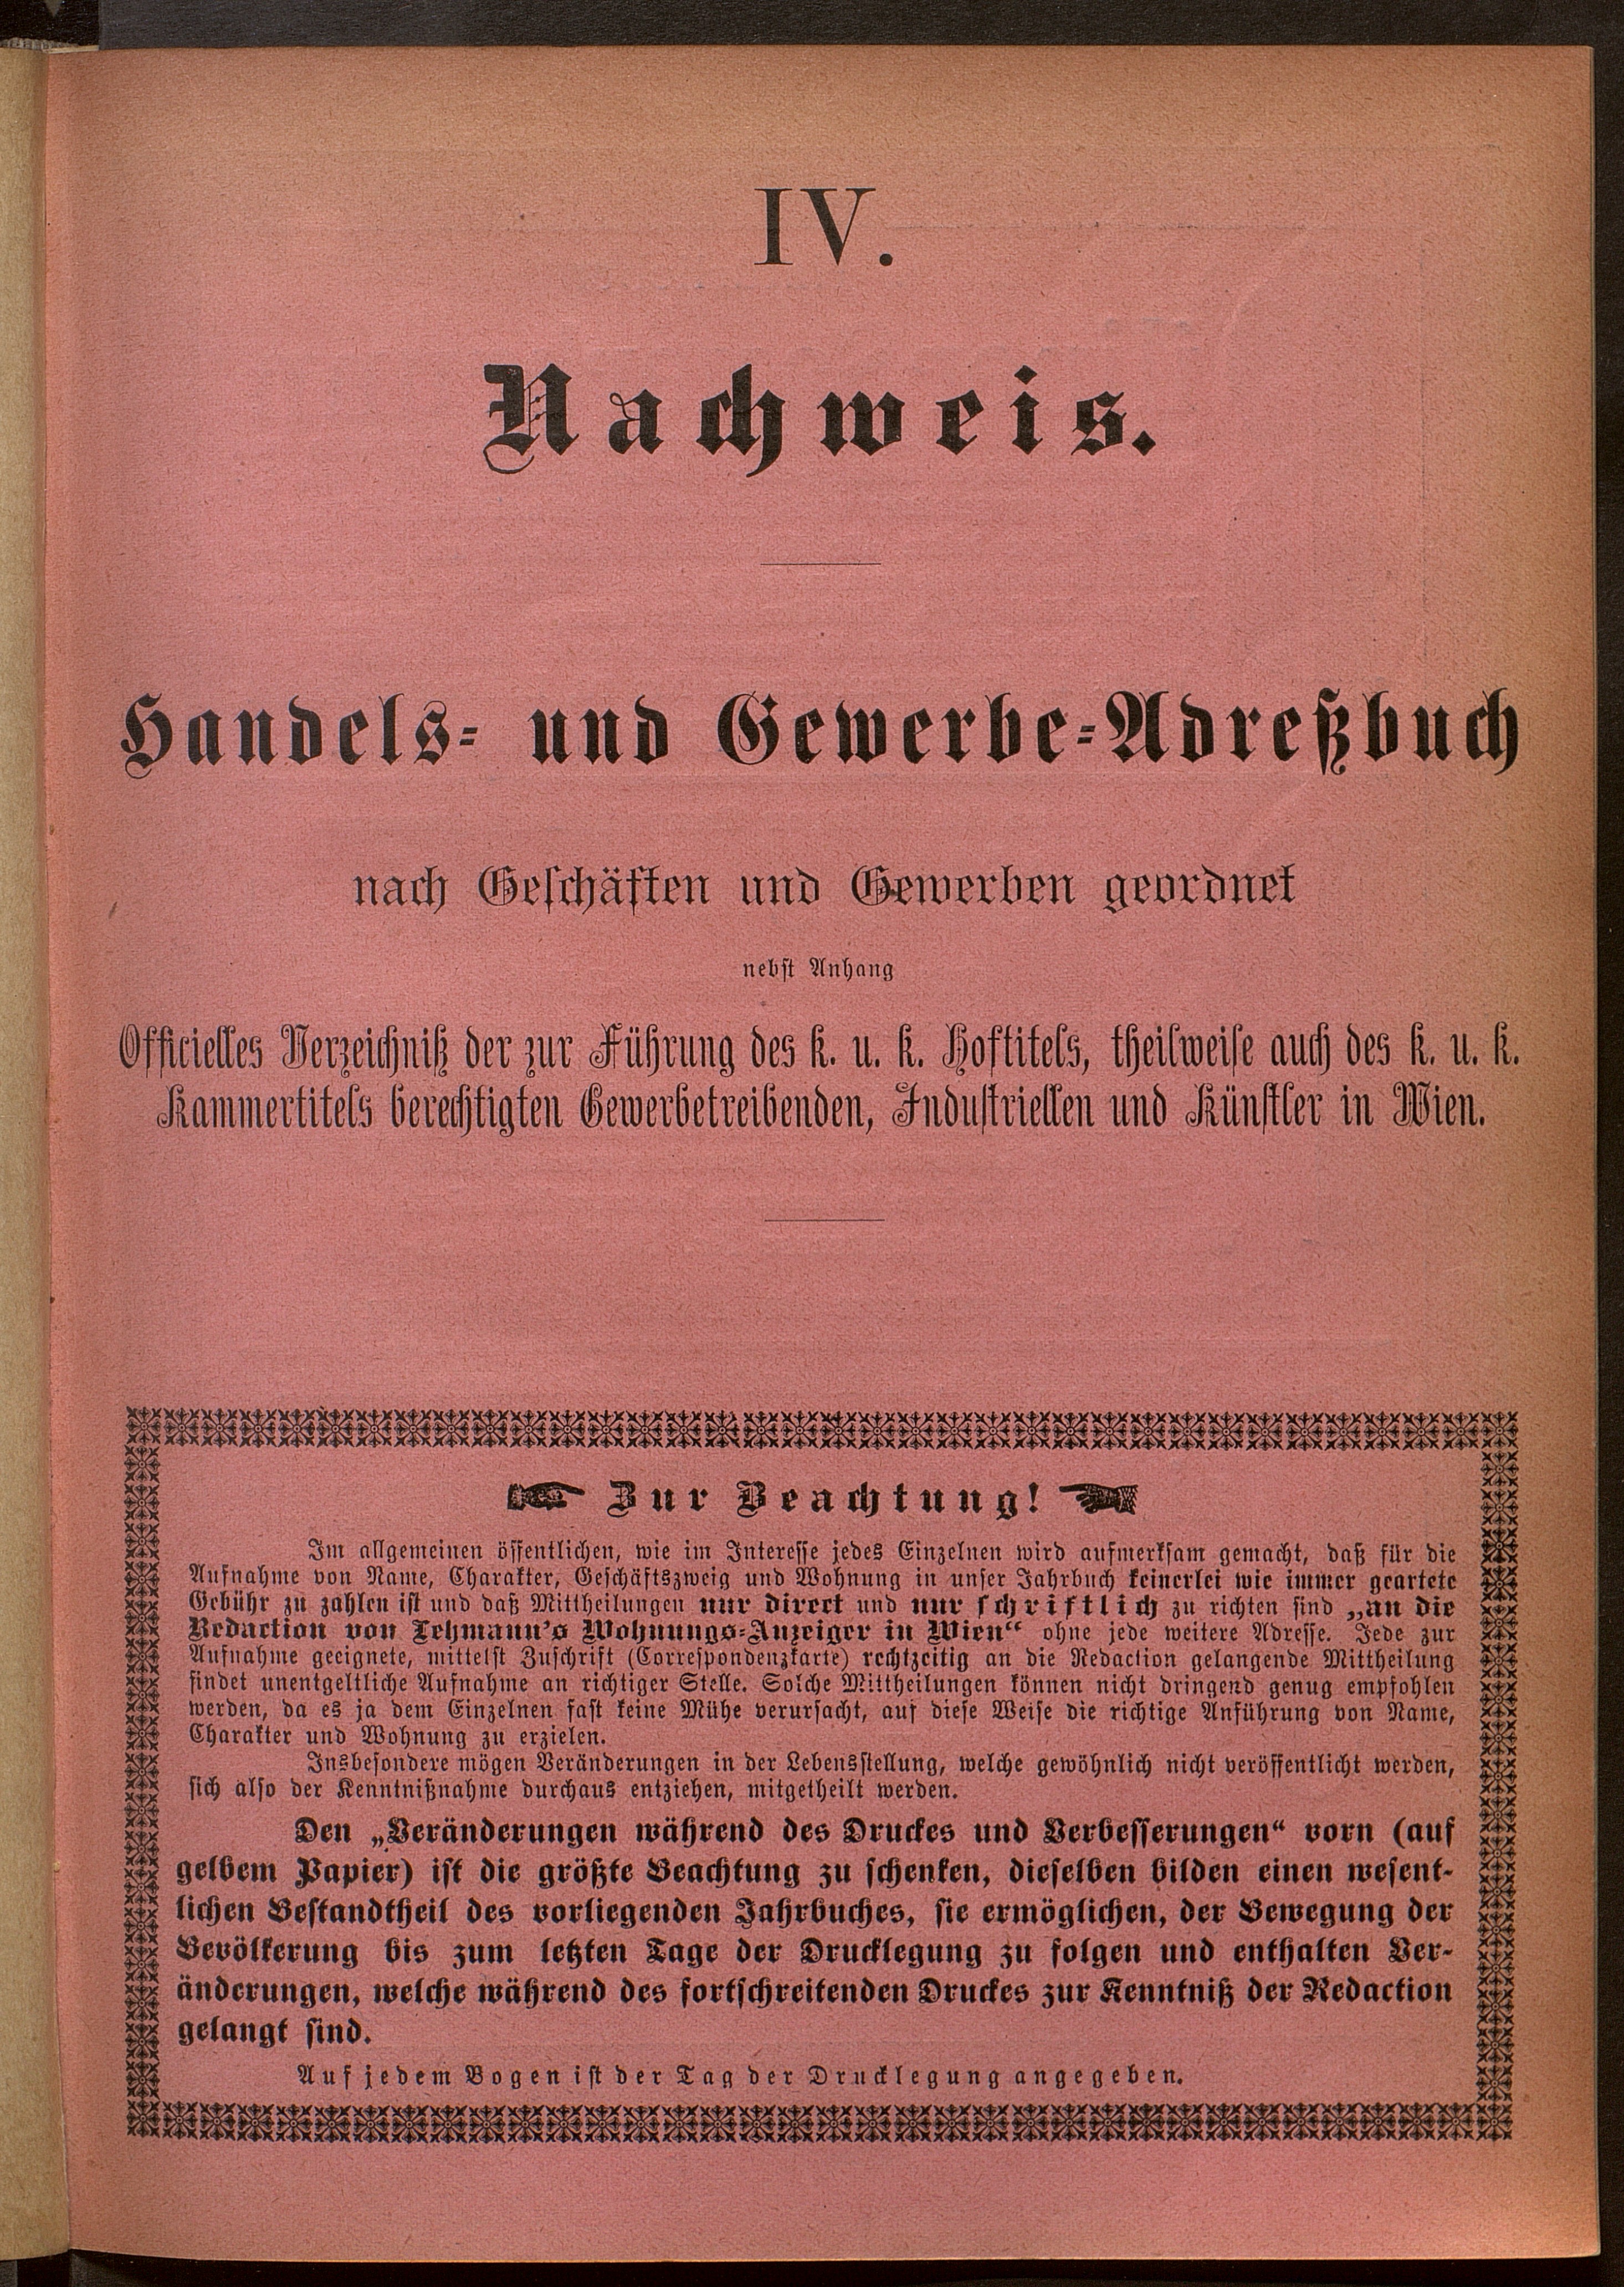 IV.
Nachweis.
Handels- und Gewerbe-Adreßbuch
nach Geschäften und Gewerben geordnet
nebst Anhang
Officielles Verzeichniß der zur Führung des k. u. k. Hoftitels, theilweise auch des k. u. k.
Kammertitels berechtigten Gewerbetreibenden, Industriellen und Künstler in Wien.
Zur Beachtung!
Im allgemeinen öffentlichen, wie im Interesse jedes Einzelnen wird aufmerksam gemacht, daß für die
Aufnahme von Name, Charakter, Geschäftszweig und Wohnung in unser Jahrbuch keinerlei wie immer geartete
Gebühr zu zahlen ist und daß Mittheilungen nur direct und nur schriftlich zu richten sind „an die
Redaction von Lehmann's Wohnungs-Anzeiger in Wien“ ohne jede weitere Adresse. Jede zur
Aufnahme geeignete, mittelst Zuschrift (Correspondenzkarte) rechtzeitig an die Redaction gelangende Mittheilung
findet unentgeltliche Aufnahme an richtiger Stelle. Solche Mittheilungen können nicht dringend genug empfohlen
werden, da es ja dem Einzelnen fast keine Mühe verursacht, auf diese Weise die richtige Anführung von Name,
Charakter und Wohnung zu erzielen.
Insbesondere mögen Veränderungen in der Lebensstellung, welche gewöhnlich nicht veröffentlicht werden,
sich also der Kenntnißnahme durchaus entziehen, mitgetheilt werden.
Den „Veränderungen während des Druckes und Verbesserungen“ vorn (auf
gelbem Papier) ist die größte Beachtung zu schenken, dieselben bilden einen wesent-
lichen Bestandtheil des vorliegenden Jahrbuches, sie ermöglichen, der Bewegung der
Bevölkerung bis zum letzten Tage der Drucklegung zu folgen und enthalten Ver-
änderungen, welche während des fortschreitenden Druckes zur Kenntniß der Redaction
gelangt sind.
Auf jedem Bogen ist der Tag der Drucklegung angegeben.